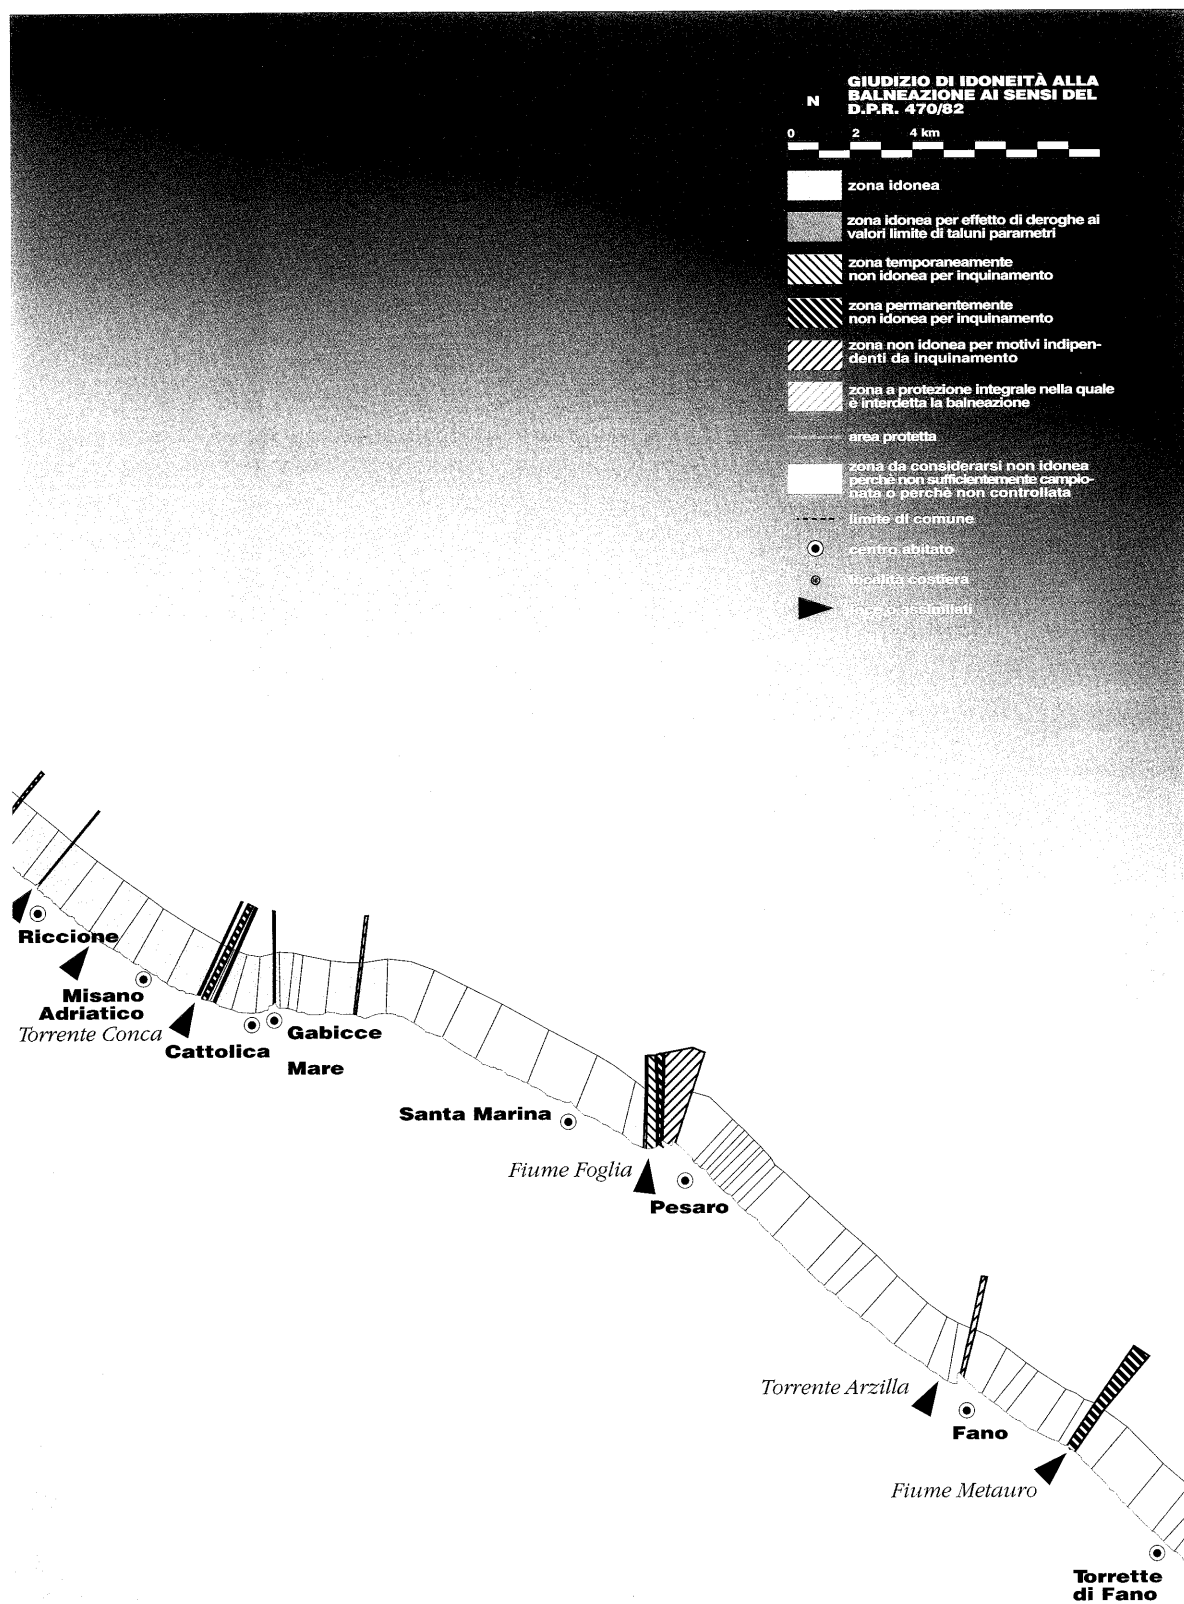 N
GIUDIZIO DI IDONEITÀ ALLA
BALNEAZIONE AI SENSI DEL
D.P.R. 470/82
0 2 4 km
zona idonea
zona idonea per effetto di deroghe ai
valori limite di taluni parametri
zona temporaneamente
non idonea per inquinamento
zona permanentemente
non idonea per inquinamento
zona non idonea per motivi indipen-
denti da inquinamento
zona a protezione integrale nella quale
è interdetta la balneazione
area protetta
zona da considerarsi non idonea
perchè non sufficientemente campio-
nata o perchè non controllata
limite di comune
centro abitato
località costiera
foce o assimilati
Riccione
Misano
Adriatico
Torrente Conca
Cattolica
Gabicce
Mare
Santa Marina
Fiume Foglia
Pesaro
Torrente Arzilla
Fano
Fiume Metauro
Torrette
di Fano